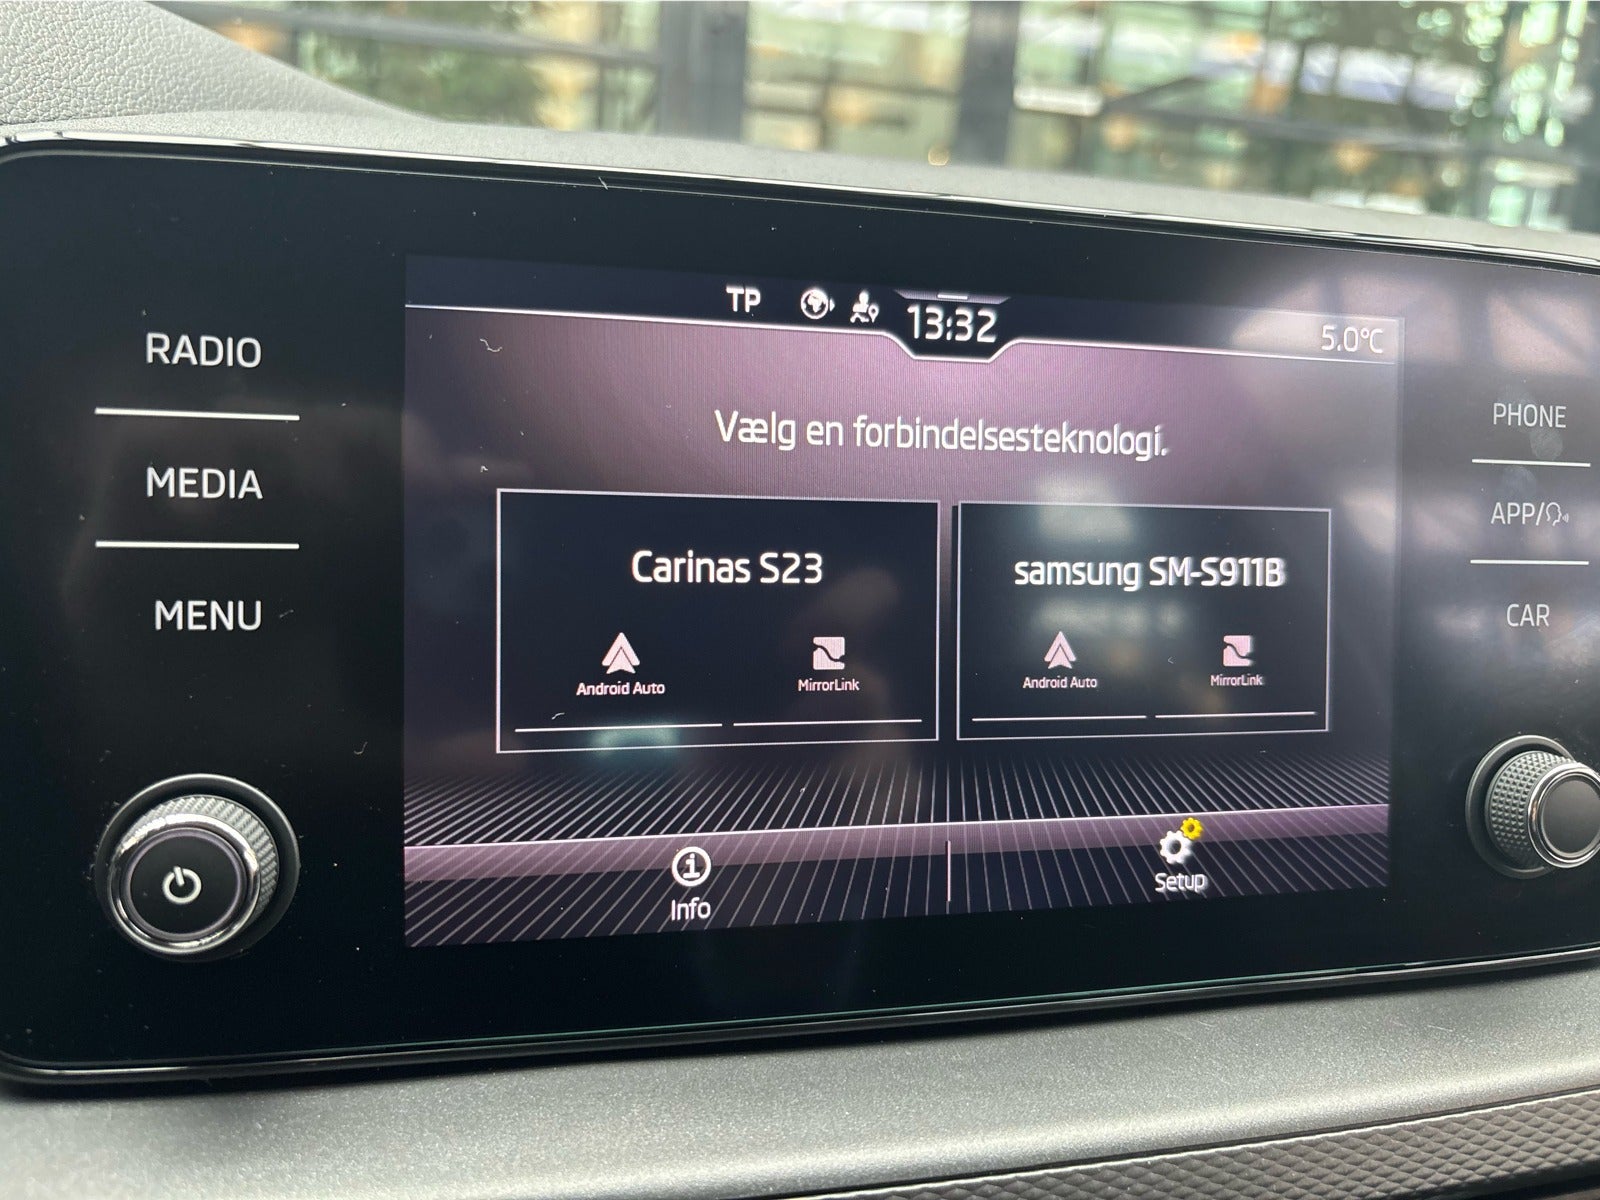 TP
13:32
5.0°C
RADIO
MEDIA
MENU
Vælg en forbindelsesteknologi.
Carinas S23
Android Auto
MirrorLink
samsung SM-S911B
Android Auto
MirrorLink
Info
Setup
PHONE
APP/
CAR